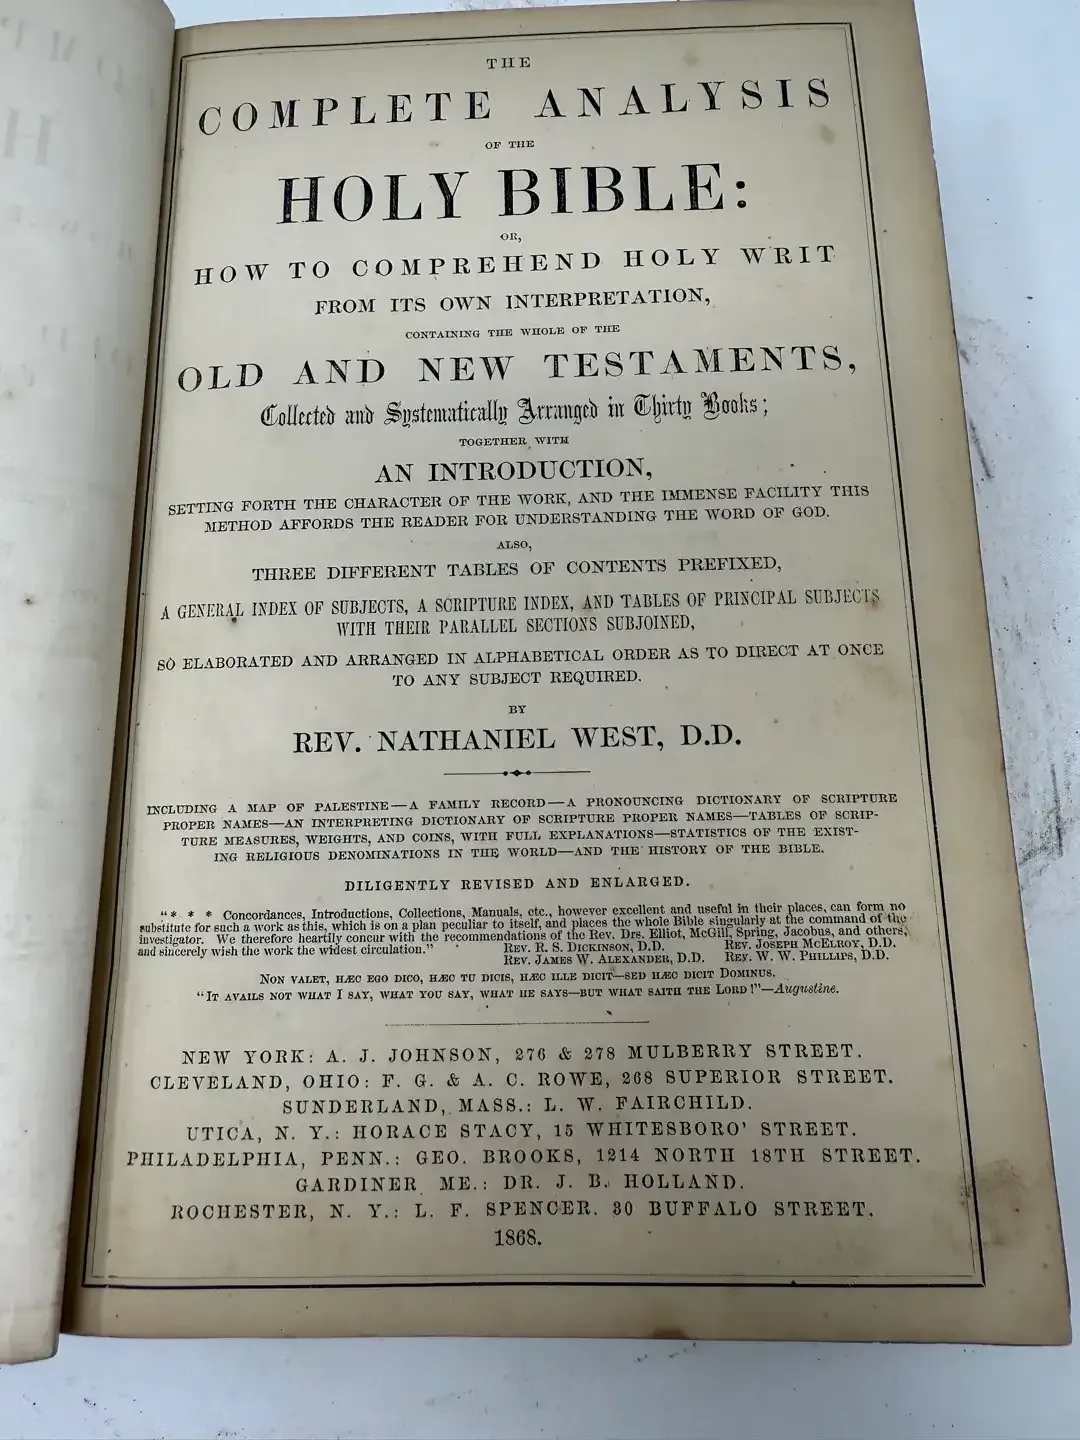 THE
COMPLETE ANALYSIS
OF THE
HOLY BIBLE:
OR,
HOW TO COMPREHEND HOLY WRIT
FROM ITS OWN INTERPRETATION,
CONTAINING THE WHOLE OF THE
OLD AND NEW TESTAMENTS,
Collected and Systematically Arranged in Thirty Books;
TOGETHER WITH
AN INTRODUCTION,
SETTING FORTH THE CHARACTER OF THE WORK, AND THE IMMENSE FACILITY THIS
METHOD AFFORDS THE READER FOR UNDERSTANDING THE WORD OF GOD.
ALSO,
THREE DIFFERENT TABLES OF CONTENTS PREFIXED,
A GENERAL INDEX OF SUBJECTS, A SCRIPTURE INDEX, AND TABLES OF PRINCIPAL SUBJECTS
WITH THEIR PARALLEL SECTIONS SUBJOINED,
SO ELABORATED AND ARRANGED IN ALPHABETICAL ORDER AS TO DIRECT AT ONCE
TO ANY SUBJECT REQUIRED.
BY
REV. NATHANIEL WEST, D.D.
INCLUDING A MAP OF PALESTINE—A FAMILY RECORD—A PRONOUNCING DICTIONARY OF SCRIPTURE
PROPER NAMES—AN INTERPRETING DICTIONARY OF SCRIPTURE PROPER NAMES—TABLES OF SCRIP-
TURE MEASURES, WEIGHTS, AND COINS, WITH FULL EXPLANATIONS—STATISTICS OF THE EXIST-
ING RELIGIOUS DENOMINATIONS IN THE WORLD—AND THE HISTORY OF THE BIBLE.
DILIGENTLY REVISED AND ENLARGED.
"* * * Concordances, Introductions, Collections, Manuals, etc., however excellent and useful in their places, can form no
substitute for such a work as this, which is on a plan peculiar to itself, and places the whole Bible singularly at the command of the
investigator. We therefore heartily concur with the recommendations of the Rev. Drs. Elliot, McGill, Spring, Jacobus, and others,
and sincerely wish the work the widest circulation." REV. R. S. DICKINSON, D.D. REV. JOSEPH MCELROY, D.D.
REV. JAMES W. ALEXANDER, D.D. REV. W. W. PHILLIPS, D.D.
NON VALET, HÆC EGO DICO, HÆC TU DICIS, HÆC ILLE DICIT—SED HÆC DICIT DOMINUS.
"IT AVAILS NOT WHAT I SAY, WHAT YOU SAY, WHAT HE SAYS—BUT WHAT SAITH THE LORD!"—Augustine.
NEW YORK: A. J. JOHNSON, 276 & 278 MULBERRY STREET.
CLEVELAND, OHIO: F. G. & A. C. ROWE, 268 SUPERIOR STREET.
SUNDERLAND, MASS.: L. W. FAIRCHILD.
UTICA, N. Y.: HORACE STACY, 15 WHITESBORO' STREET.
PHILADELPHIA, PENN.: GEO. BROOKS, 1214 NORTH 18TH STREET.
GARDINER ME.: DR. J. B. HOLLAND.
ROCHESTER, N. Y.: L. F. SPENCER. 30 BUFFALO STREET.
1868.